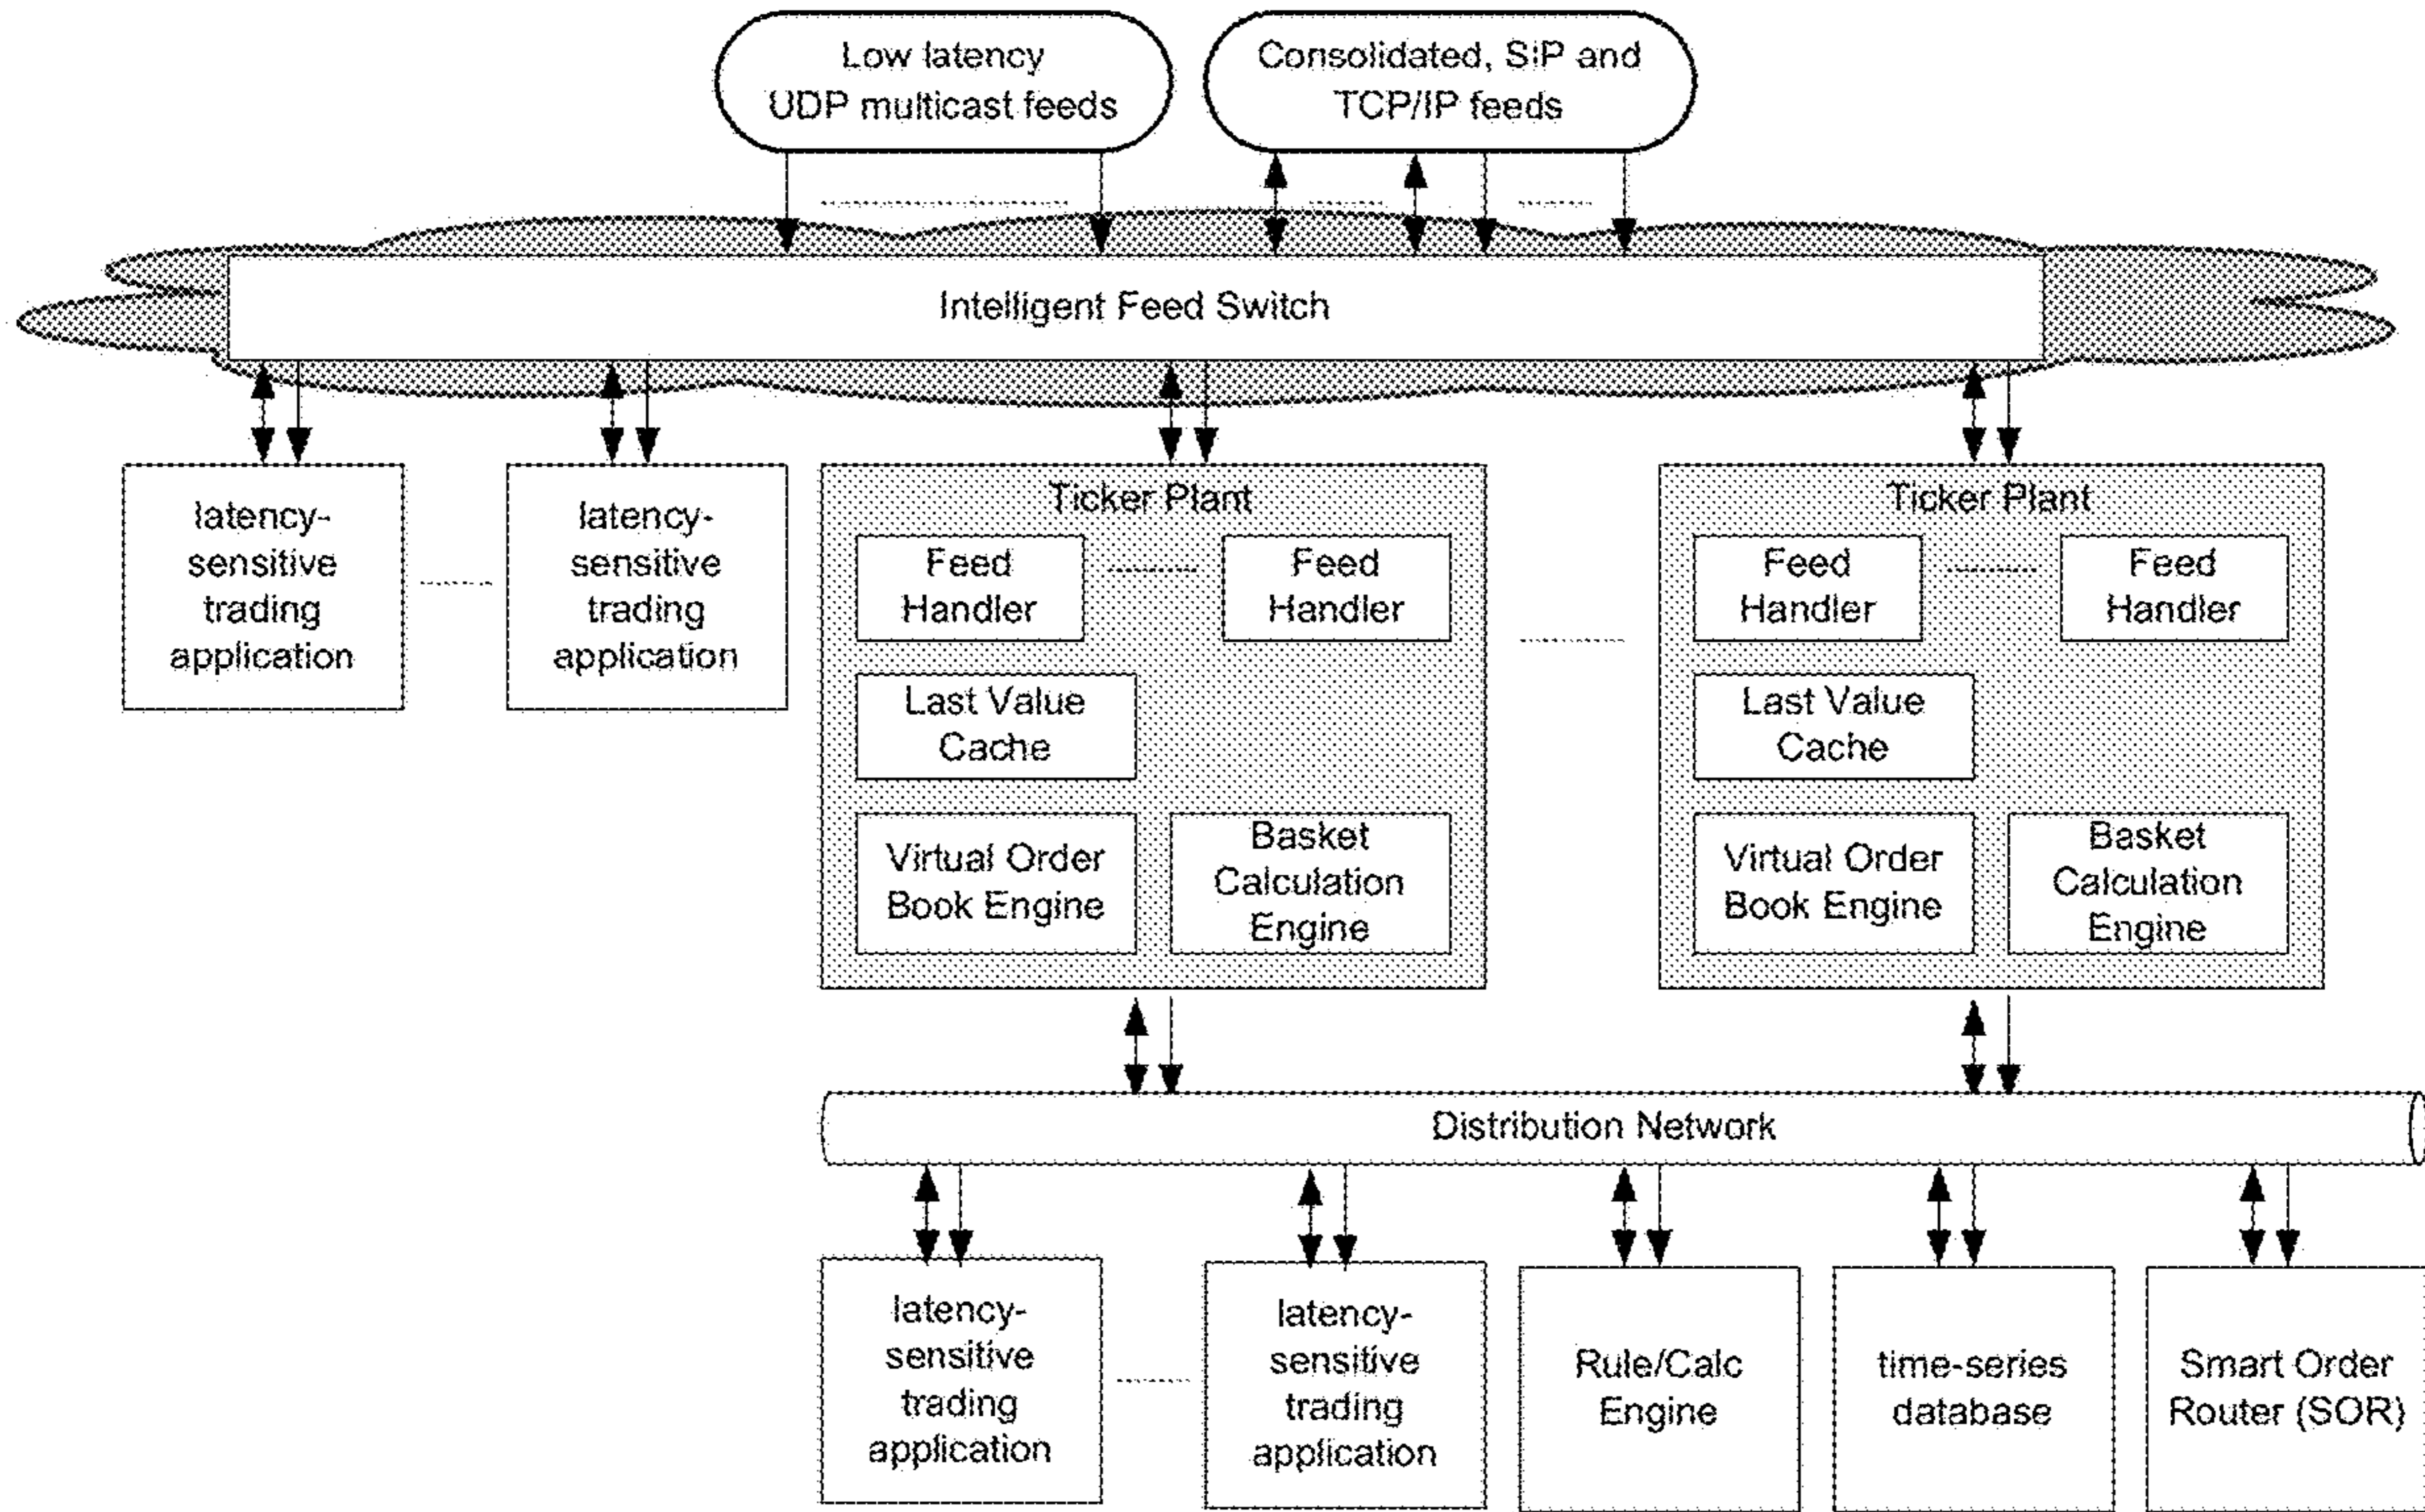 Low latency
UDP multicast feeds
Consolidated, SIP and
TCP/IP feeds
Intelligent Feed Switch
latency-
sensitive
trading
application
latency-
sensitive
trading
application
Ticker Plant
Feed
Handler
Feed
Handler
Last Value
Cache
Virtual Order
Book Engine
Basket
Calculation
Engine
Ticker Plant
Feed
Handler
Feed
Handler
Last Value
Cache
Virtual Order
Book Engine
Basket
Calculation
Engine
Distribution Network
latency-
sensitive
trading
application
latency-
sensitive
trading
application
Rule/Calc
Engine
time-series
database
Smart Order
Router (SOR)